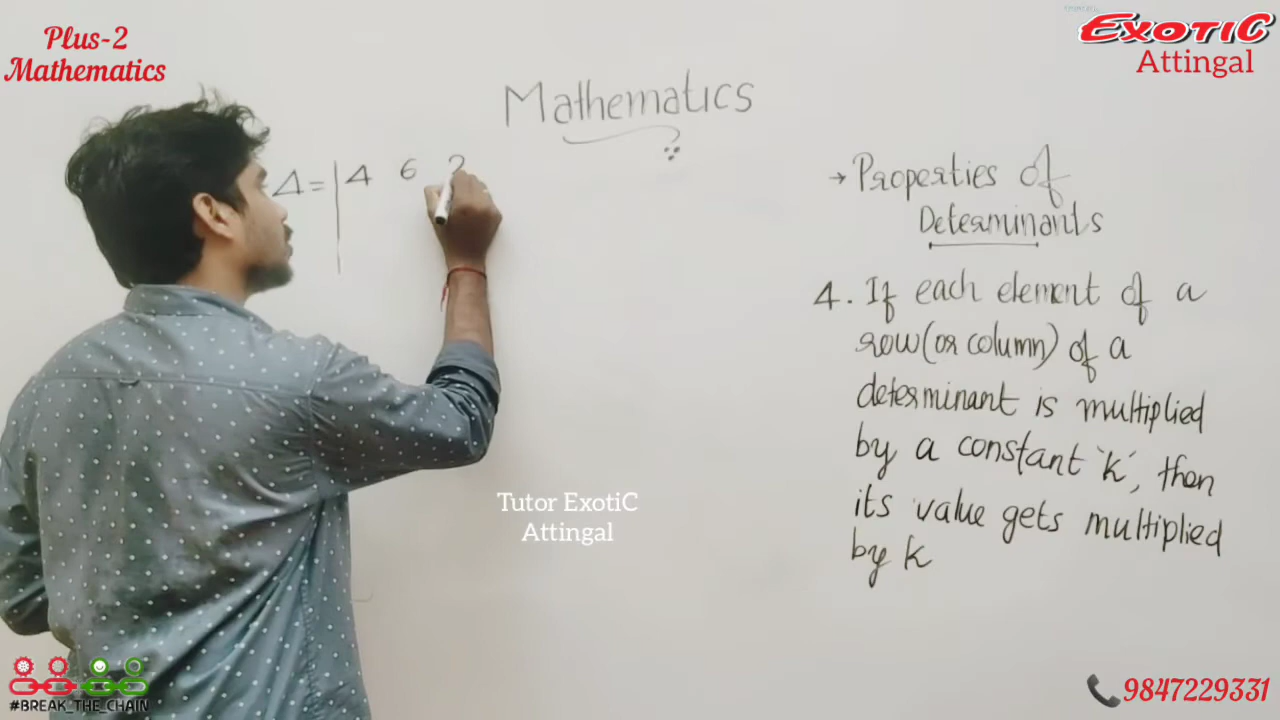 Plus-2
Mathematics
EXOTIC
Attingal
Mathematics
Δ = | 4 6 2
→ Properties of
Determinants
4. If each element of a
row (or column) of a
determinant is multiplied
by a constant 'k', then
its value gets multiplied
by k
Tutor ExotiC
Attingal
#BREAK_THE_CHAIN
9847229331